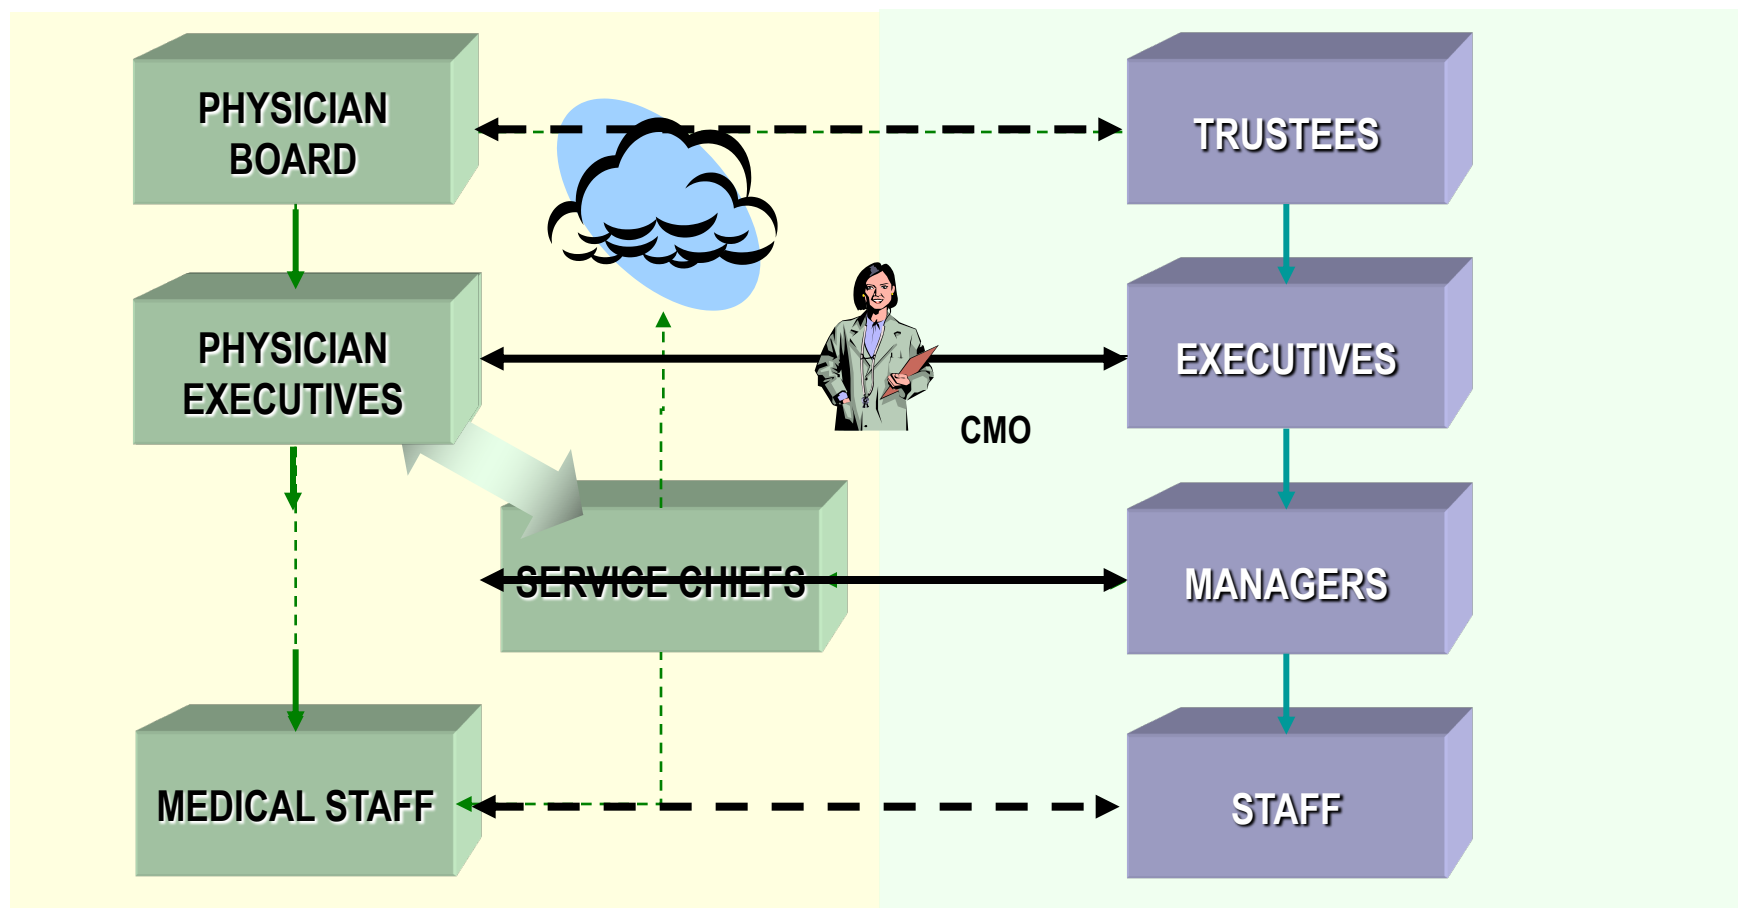 PHYSICIAN
BOARD
TRUSTEES
PHYSICIAN
EXECUTIVES
EXECUTIVES
CMO
SERVICE CHIEFS
MANAGERS
MEDICAL STAFF
STAFF